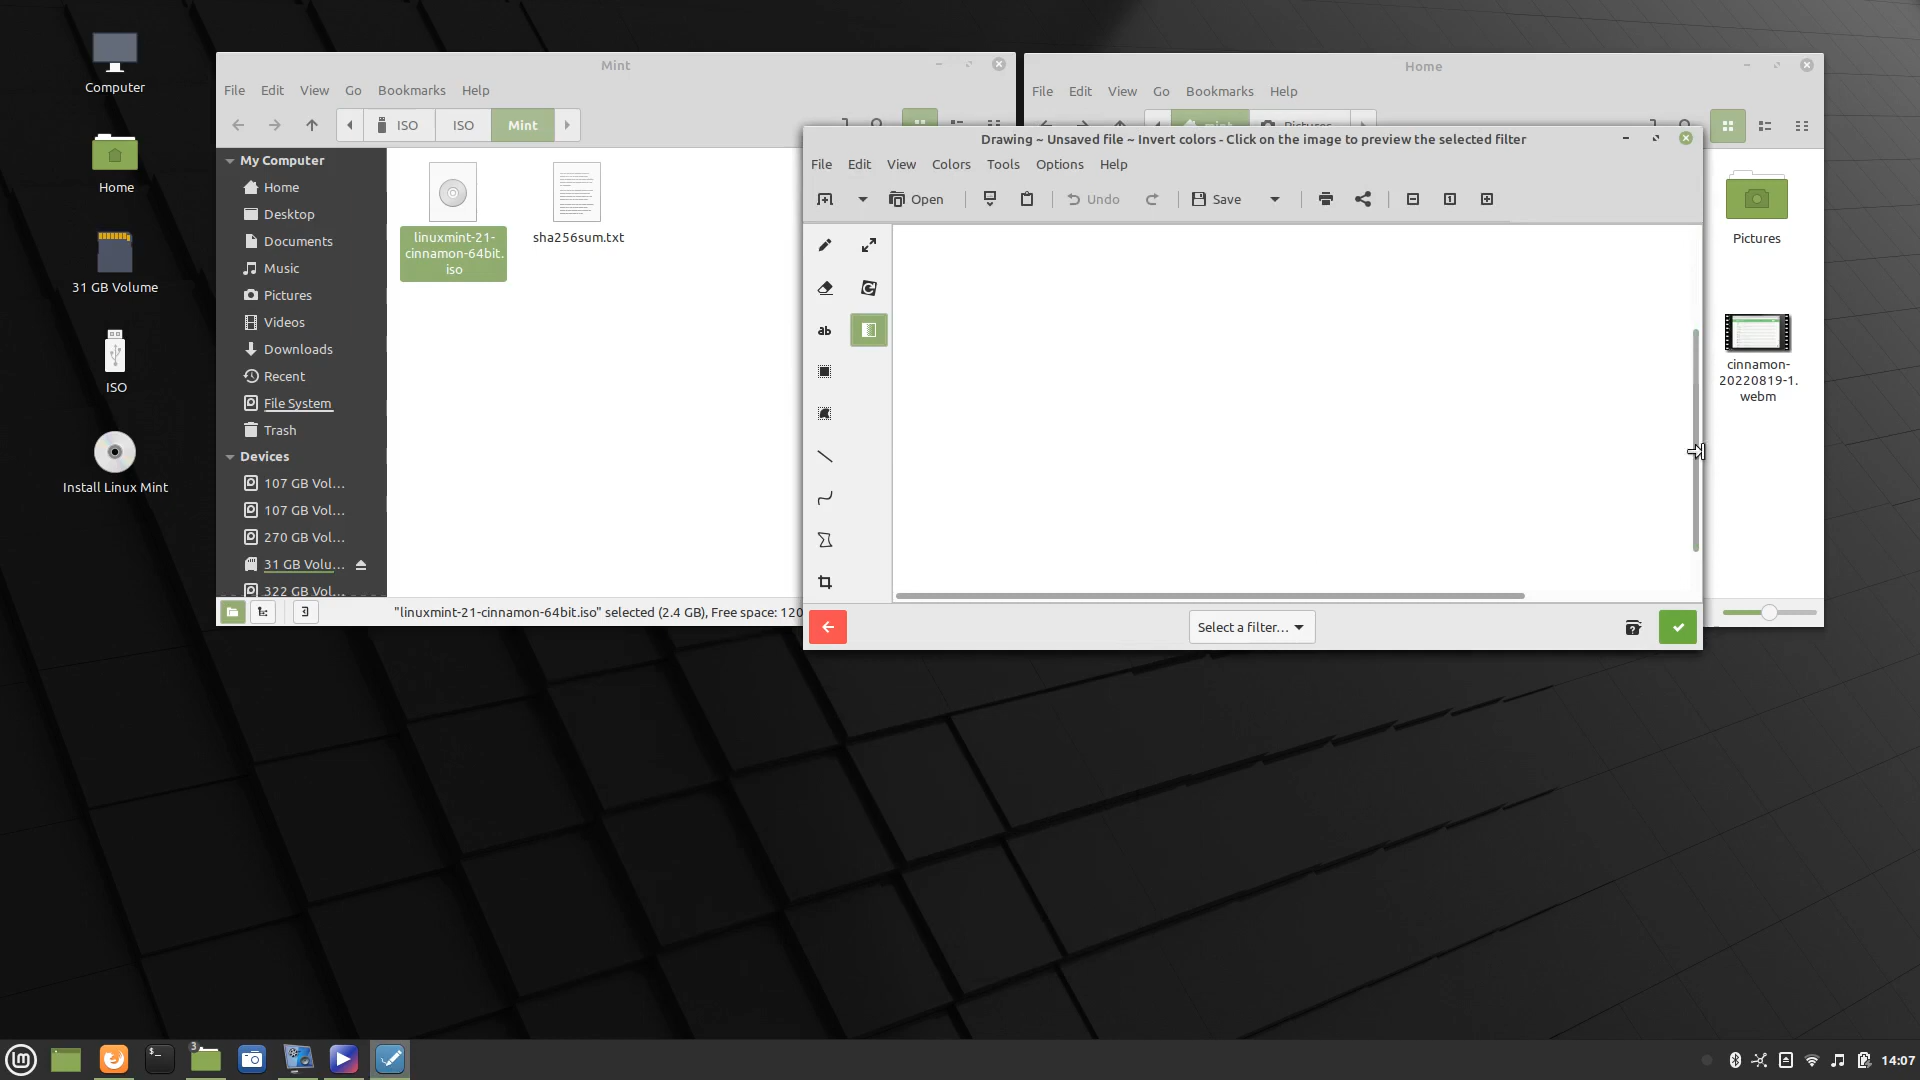 Computer
Home
31 GB Volume
ISO
Install Linux Mint
Mint
File Edit View Go Bookmarks Help
ISO ISO Mint
My Computer
Home
Desktop
Documents
Music
Pictures
Videos
Downloads
Recent
File System
Trash
Devices
107 GB Vol...
107 GB Vol...
270 GB Vol...
31 GB Volu...
322 GB Vol...
linuxmint-21-
cinnamon-64bit.
iso
sha256sum.txt
"linuxmint-21-cinnamon-64bit.iso" selected (2.4 GB), Free space: 120
Home
File Edit View Go Bookmarks Help
mint Pictures
Pictures
cinnamon-
20220819-1.
webm
Drawing ~ Unsaved file ~ Invert colors - Click on the image to preview the selected filter
File Edit View Colors Tools Options Help
Open Undo Save
ab
Select a filter...
3
14:07